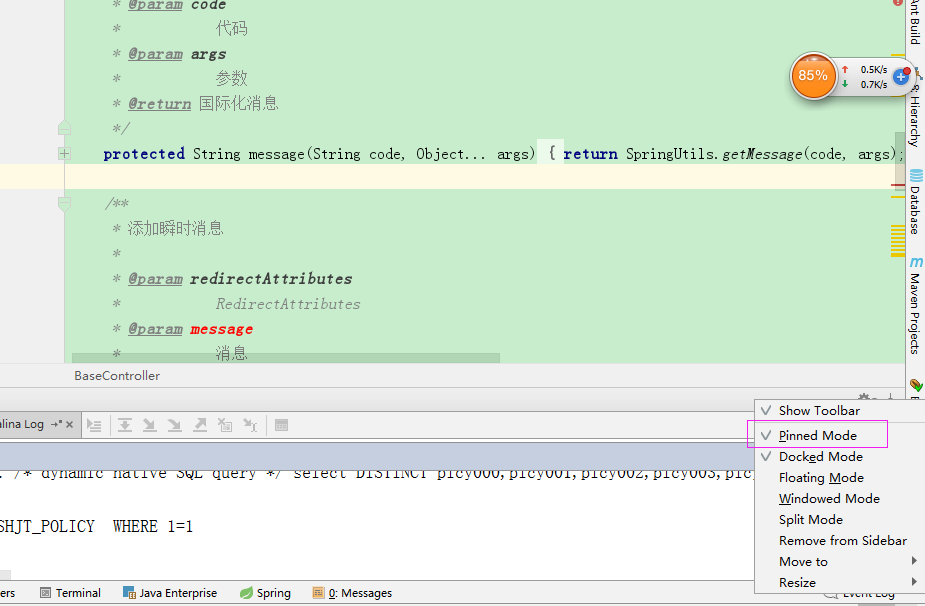 * @param code
* 代码
* @param args
* 参数
* @return 国际化消息
*/
protected String message(String code, Object... args) { return SpringUtils.getMessage(code, args);
/**
* 添加瞬时消息
*
* @param redirectAttributes
* RedirectAttributes
* @param message
* 消息
BaseController
85%
0.5K/s
0.7K/s
Ant Build
Hierarchy
Database
m
Maven Projects
alina Log
Show Toolbar
Pinned Mode
Docked Mode
Floating Mode
Windowed Mode
Split Mode
Remove from Sidebar
Move to
Resize
/* dynamic native SQL query */ select DISTINCT plcy000,plcy001,plcy002,plcy003,plc
SHJT_POLICY WHERE 1=1
ers
Terminal
Java Enterprise
Spring
0: Messages
Event Log